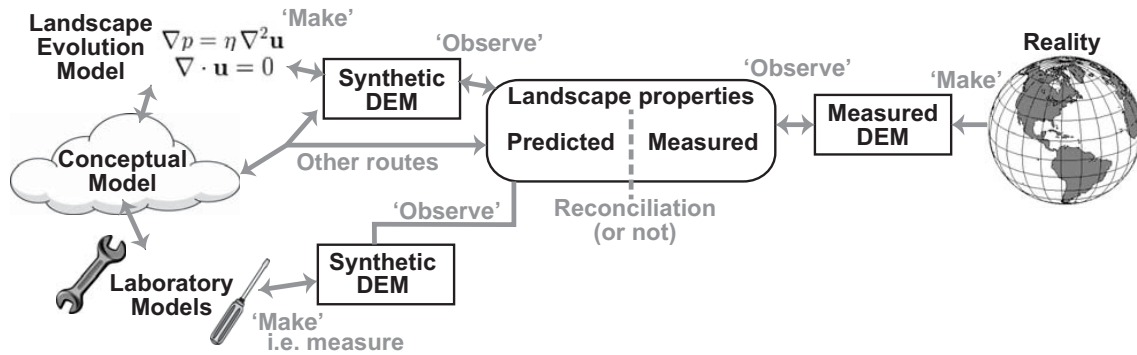 Landscape
Evolution
Model
∇p = η ∇²u
∇ · u = 0
'Make'
Synthetic
DEM
'Observe'
Landscape properties
Predicted
Measured
'Observe'
Measured
DEM
'Make'
Reality
Conceptual
Model
Other routes
Reconciliation
(or not)
'Observe'
Synthetic
DEM
Laboratory
Models
'Make'
i.e. measure